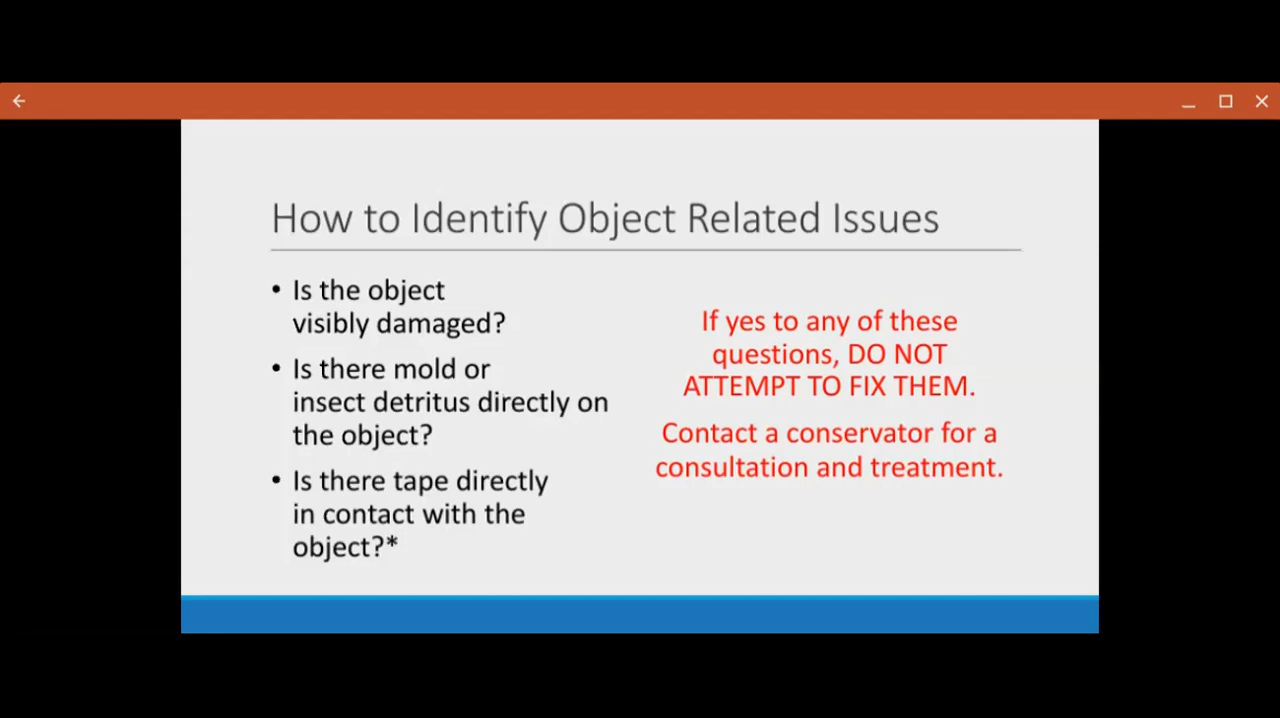 How to Identify Object Related Issues
• Is the object
visibly damaged?
• Is there mold or
insect detritus directly on
the object?
• Is there tape directly
in contact with the
object?*
If yes to any of these
questions, DO NOT
ATTEMPT TO FIX THEM.
Contact a conservator for a
consultation and treatment.